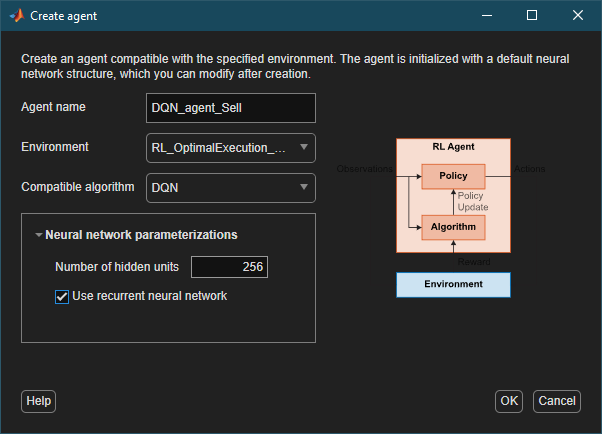 Create agent
Create an agent compatible with the specified environment. The agent is initialized with a default neural
network structure, which you can modify after creation.
Agent name
DQN_agent_Sell
Environment
RL_OptimalExecution_...
Compatible algorithm
DQN
Neural network parameterizations
Number of hidden units
256
Use recurrent neural network
RL Agent
Observations
Policy
Actions
Policy
Update
Algorithm
Reward
Environment
Help
OK
Cancel